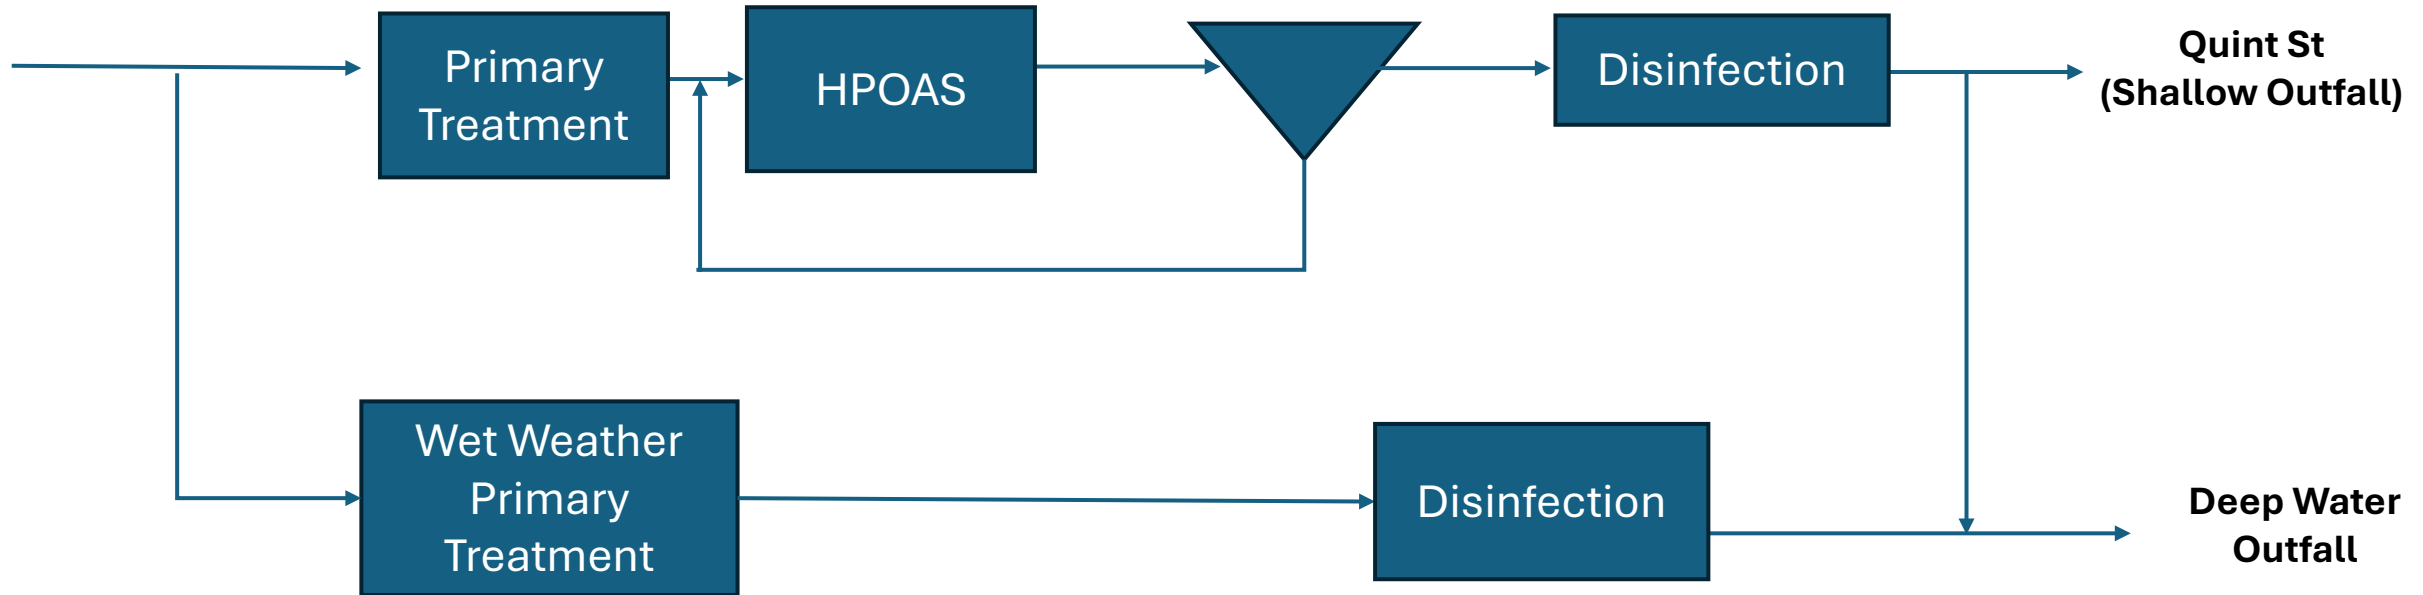 Primary
Treatment
HPOAS
Disinfection
Quint St
(Shallow Outfall)
Wet Weather
Primary
Treatment
Disinfection
Deep Water
Outfall